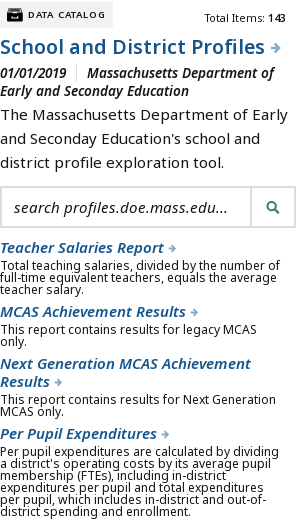 DATA CATALOG
Total Items: 143
School and District Profiles
01/01/2019 Massachusetts Department of
Early and Seconday Education
The Massachusetts Department of Early
and Seconday Education's school and
district profile exploration tool.
search profiles.doe.mass.edu...
Teacher Salaries Report
Total teaching salaries, divided by the number of
full-time equivalent teachers, equals the average
teacher salary.
MCAS Achievement Results
This report contains results for legacy MCAS
only.
Next Generation MCAS Achievement
Results
This report contains results for Next Generation
MCAS only.
Per Pupil Expenditures
Per pupil expenditures are calculated by dividing
a district's operating costs by its average pupil
membership (FTEs), including in-district
expenditures per pupil and total expenditures
per pupil, which includes in-district and out-of-
district spending and enrollment.